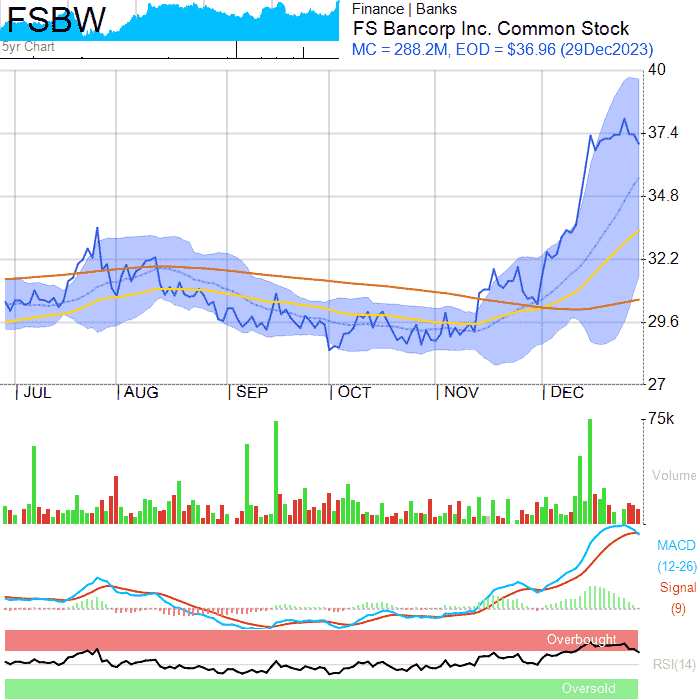 FSBW
5yr Chart
Finance | Banks
FS Bancorp Inc. Common Stock
MC = 288.2M, EOD = $36.96 (29Dec2023)
40
37.4
34.8
32.2
29.6
27
| JUL | AUG | SEP | OCT | NOV | DEC
75k
Volume
MACD
(12-26)
Signal
(9)
Overbought
RSI(14)
Oversold